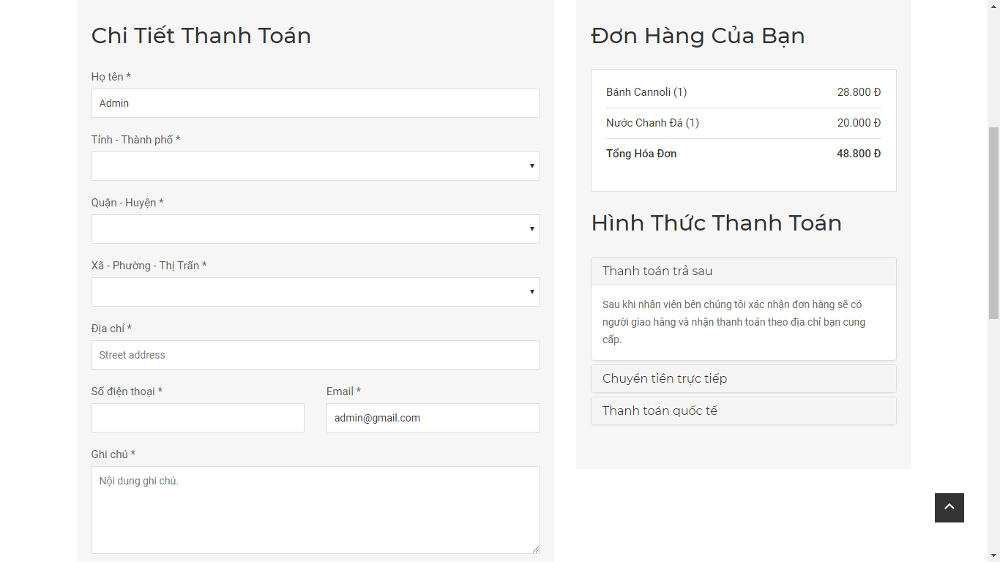 Chi Tiết Thanh Toán
Họ tên *
Admin
Tỉnh - Thành phố *
Quận - Huyện *
Xã - Phường - Thị Trấn *
Địa chỉ *
Street address
Số điện thoại *
Email *
admin@gmail.com
Ghi chú *
Nội dung ghi chú.
Đơn Hàng Của Bạn
Bánh Cannoli (1) 28.800 Đ
Nước Chanh Đá (1) 20.000 Đ
Tổng Hóa Đơn 48.800 Đ
Hình Thức Thanh Toán
Thanh toán trả sau
Sau khi nhân viên bên chúng tôi xác nhận đơn hàng sẽ có
người giao hàng và nhận thanh toán theo địa chỉ bạn cung
cấp.
Chuyển tiền trực tiếp
Thanh toán quốc tế